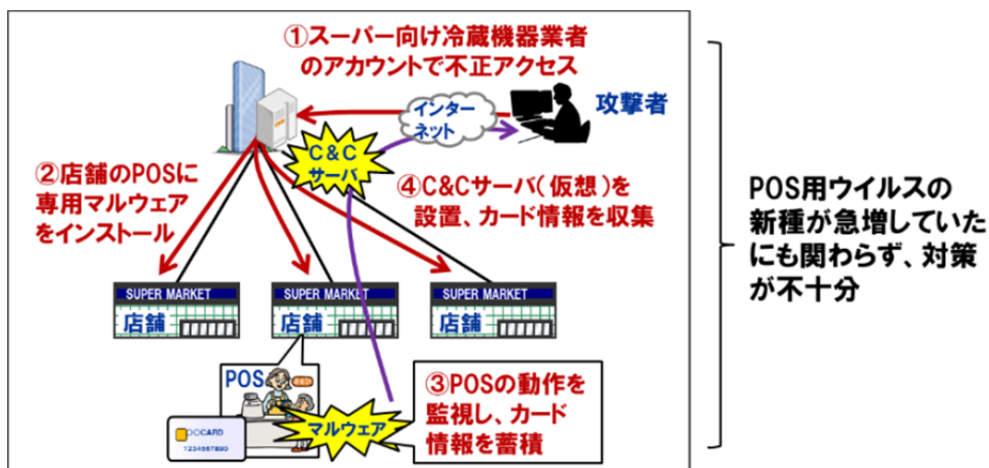 ①スーパー向け冷蔵機器業者
のアカウントで不正アクセス
インター
ネット
攻撃者
C&C
サーバ
②店舗のPOSに
専用マルウェア
をインストール
④C&Cサーバ(仮想)を
設置、カード情報を収集
POS用ウイルスの
新種が急増していた
にも関わらず、対策
が不十分
SUPER MARKET
店舗
SUPER MARKET
店舗
SUPER MARKET
店舗
POS
③POSの動作を
監視し、カード
情報を蓄積
マルウェア
CARD
1234567890